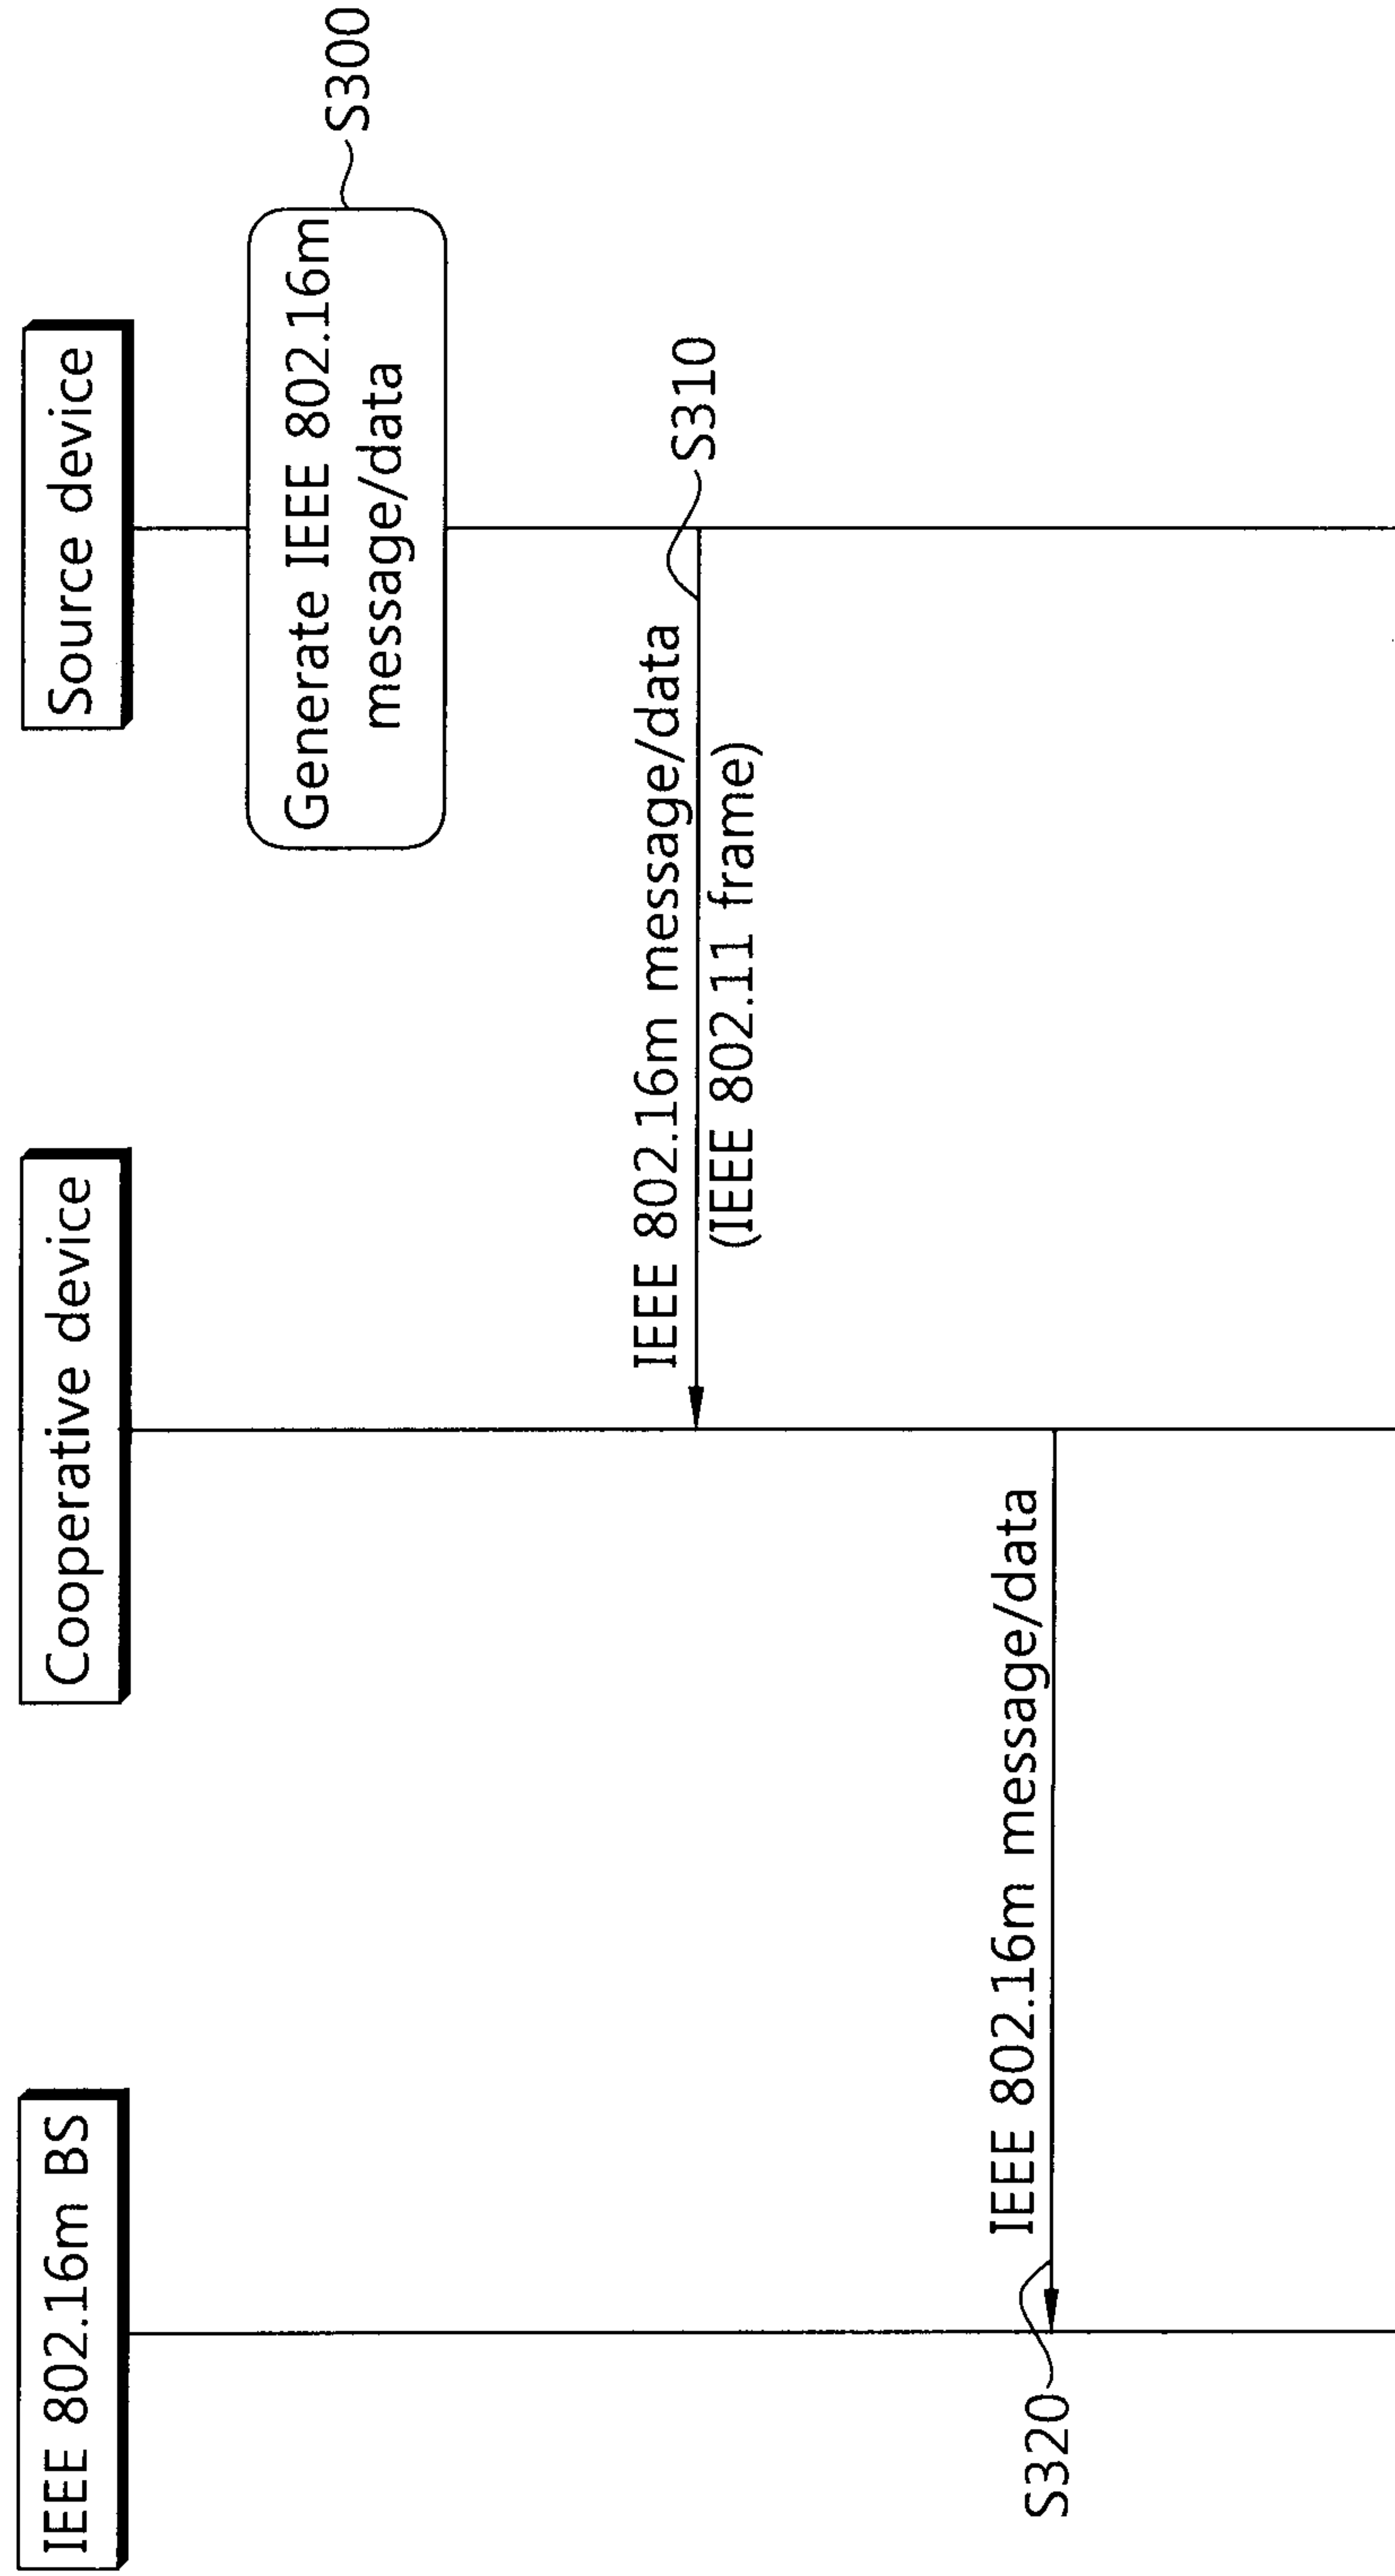 IEEE 802.16m BS
Cooperative device
Source device
Generate IEEE 802.16m
message/data
S300
IEEE 802.16m message/data
(IEEE 802.11 frame)
S310
IEEE 802.16m message/data
S320